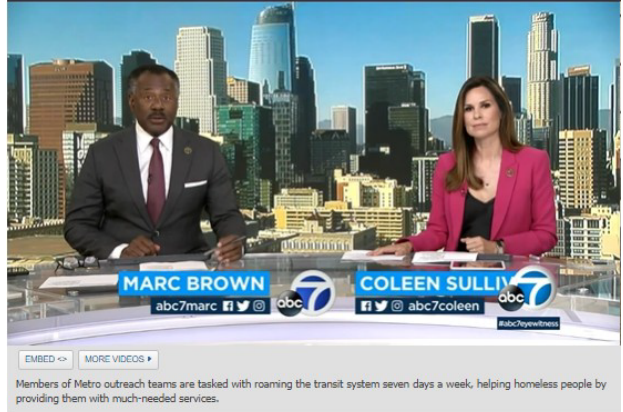 MARC BROWN
abc7marc
abc 7
COLEEN SULLIV
abc7coleen
abc 7
#abc7eyewitness
EMBED <>
MORE VIDEOS
Members of Metro outreach teams are tasked with roaming the transit system seven days a week, helping homeless people by
providing them with much-needed services.